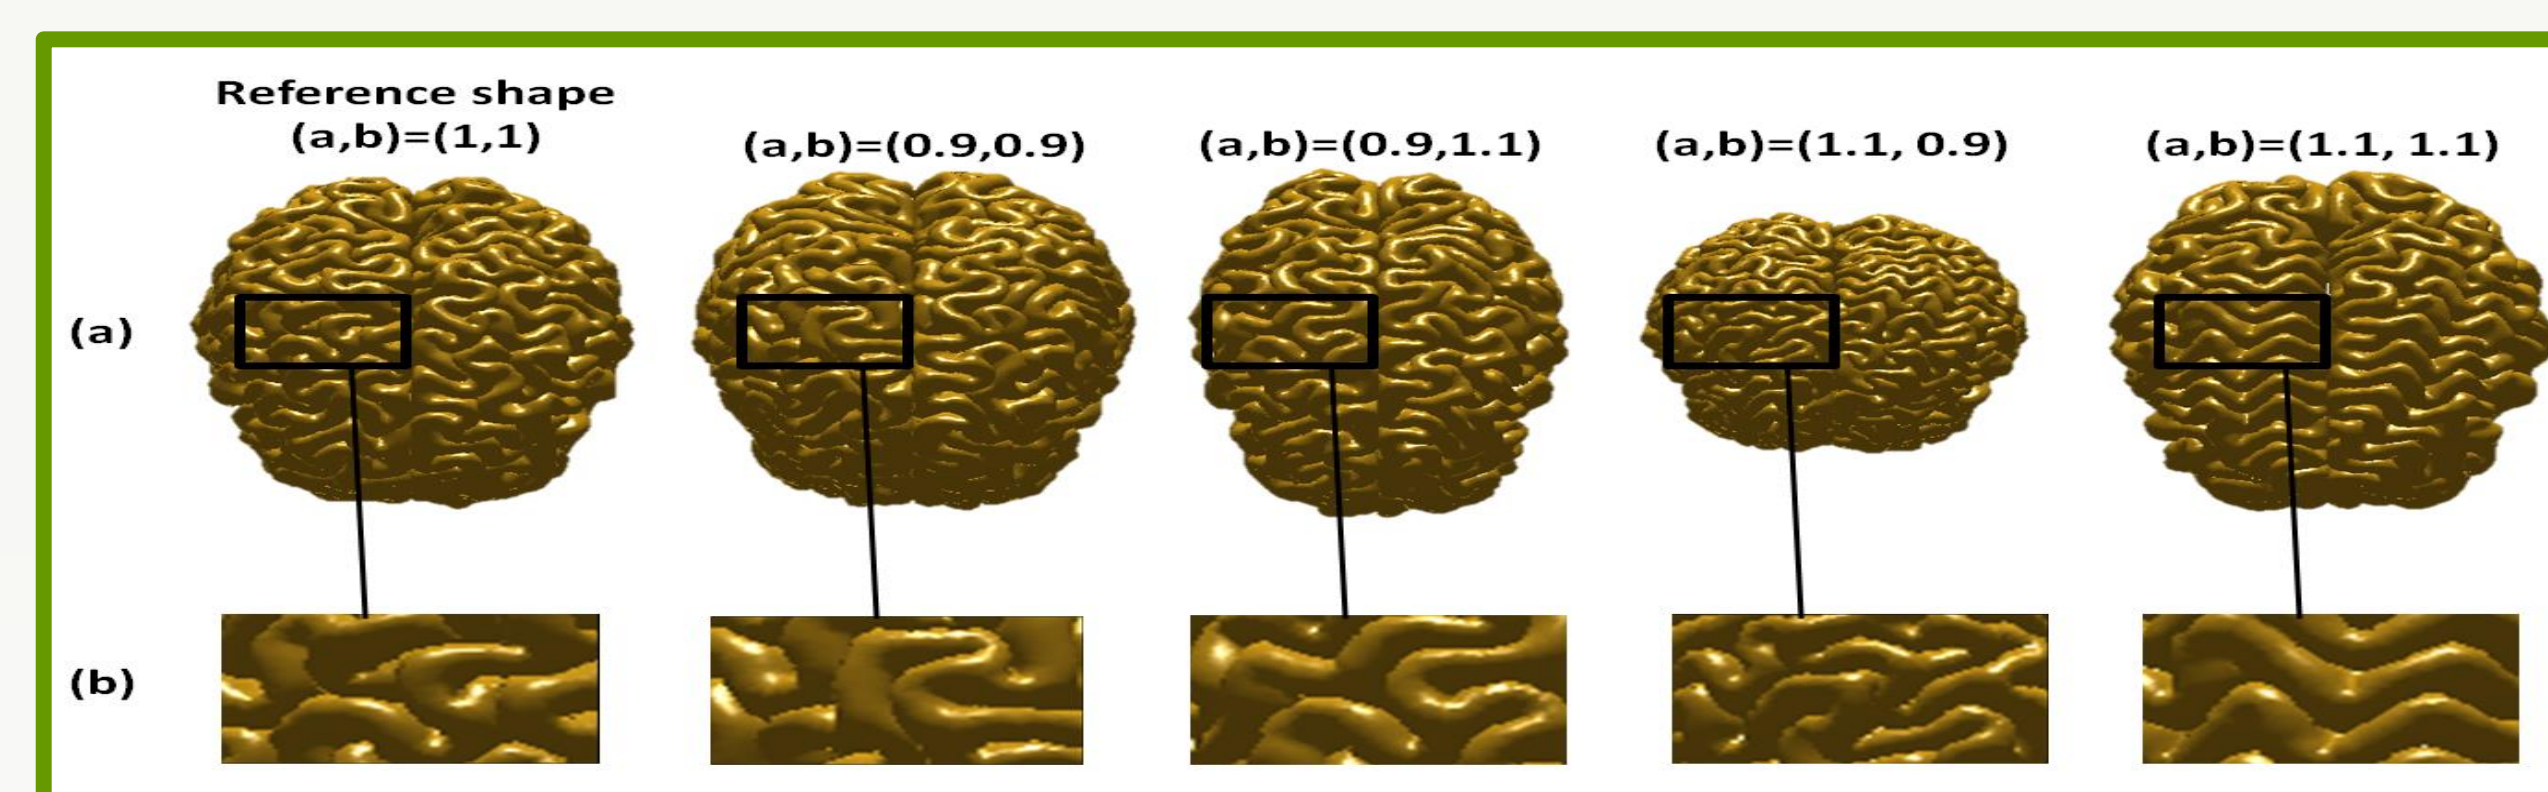 Reference shape
(a,b)=(1,1)
(a,b)=(0.9,0.9)
(a,b)=(0.9,1.1)
(a,b)=(1.1, 0.9)
(a,b)=(1.1, 1.1)
(a)
(b)